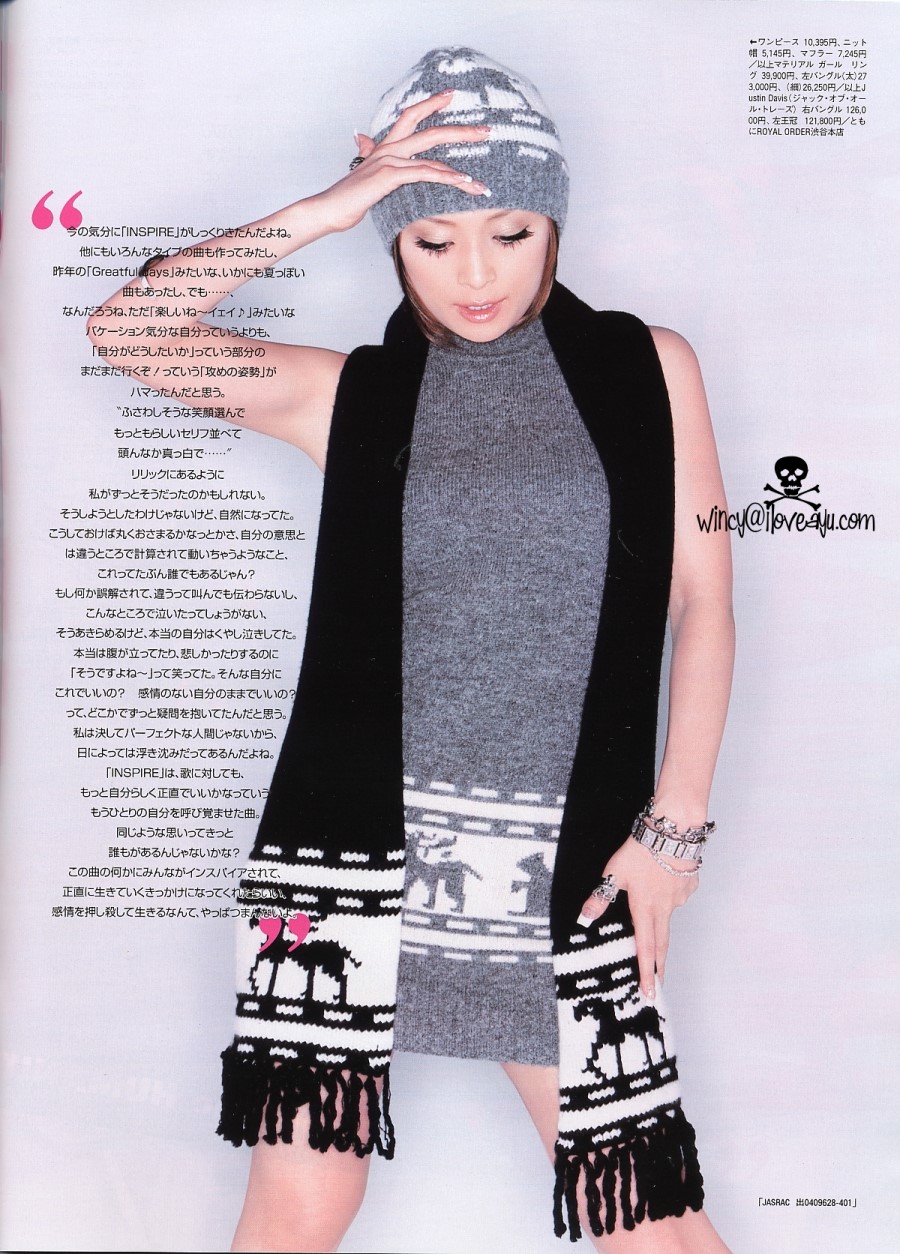 ←ワンピース 10,395円、ニット
帽 5,145円、マフラー 7,245円
／以上マテリアル ガール リン
グ 39,900円、左バングル(太)27
3,000円、(細)26,250円／以上J
ustin Davis(ジャック・オブ・オー
ル・トレーズ) 右バングル 126,0
00円、左王冠 121,800円／とも
にROYAL ORDER渋谷本店
“
今の気分に「INSPIRE」がしっくりきたんだよね。
他にもいろんなタイプの曲も作ってみたし、
昨年の「Greatful days」みたいな、いかにも夏っぽい
曲もあったし、でも……、
なんだろうね、ただ「楽しいね〜イェイ♪」みたいな
バケーション気分な自分っていうよりも、
「自分がどうしたいか」っていう部分の
まだまだ行くぞ！っていう「攻めの姿勢」が
ハマったんだと思う。
〝ふさわしそうな笑顔選んで
もっともらしいセリフ並べて
頭んなか真っ白で……〟
リリックにあるように
私がずっとそうだったのかもしれない。
そうしようとしたわけじゃないけど、自然になってた。
こうしておけば丸くおさまるかなっとかさ、自分の意思と
は違うところで計算されて動いちゃうようなこと、
これってたぶん誰でもあるじゃん？
もし何か誤解されて、違うって叫んでも伝わらないし、
こんなところで泣いたってしょうがない、
そうあきらめるけど、本当の自分はくやし泣きしてた。
本当は腹が立ってたり、悲しかったりするのに
「そうですよね〜」って笑ってた。そんな自分に
これでいいの？　感情のない自分のままでいいの？
って、どこかでずっと疑問を抱いてたんだと思う。
私は決してパーフェクトな人間じゃないから、
日によっては浮き沈みだってあるんだよね。
「INSPIRE」は、歌に対しても、
もっと自分らしく正直でいいかなっていう
もうひとりの自分を呼び覚ませた曲。
同じような思いってきっと
誰もがあるんじゃないかな？
この曲の何かにみんながインスパイアされて、
正直に生きていくきっかけになってくれたらいい、
感情を押し殺して生きるなんて、やっぱつまんないよ。
”
wincy@iloveayu.com
「JASRAC 出0409628-401」